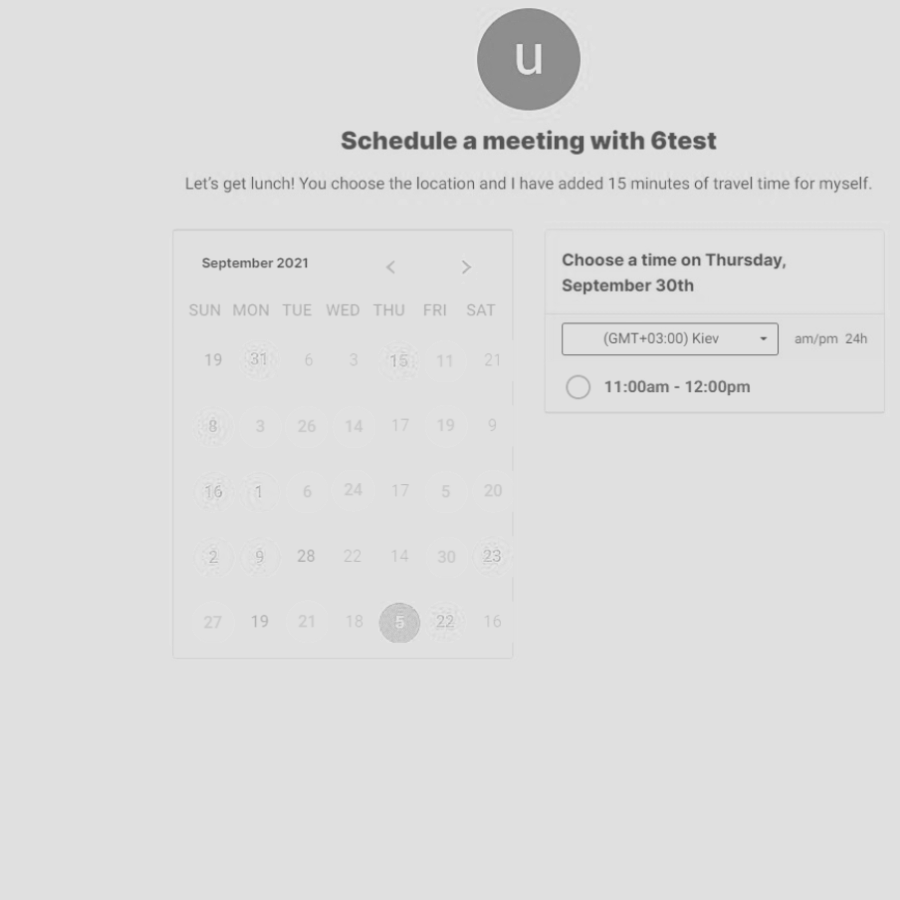 u
Schedule a meeting with 6test
Let's get lunch! You choose the location and I have added 15 minutes of travel time for myself.
September 2021
SUN MON TUE WED THU FRI SAT
19 31 6 3 15 11 21
8 3 26 14 17 19 9
16 1 6 24 17 5 20
2 9 28 22 14 30 23
27 19 21 18 5 22 16
Choose a time on Thursday,
September 30th
(GMT+03:00) Kiev am/pm 24h
11:00am - 12:00pm